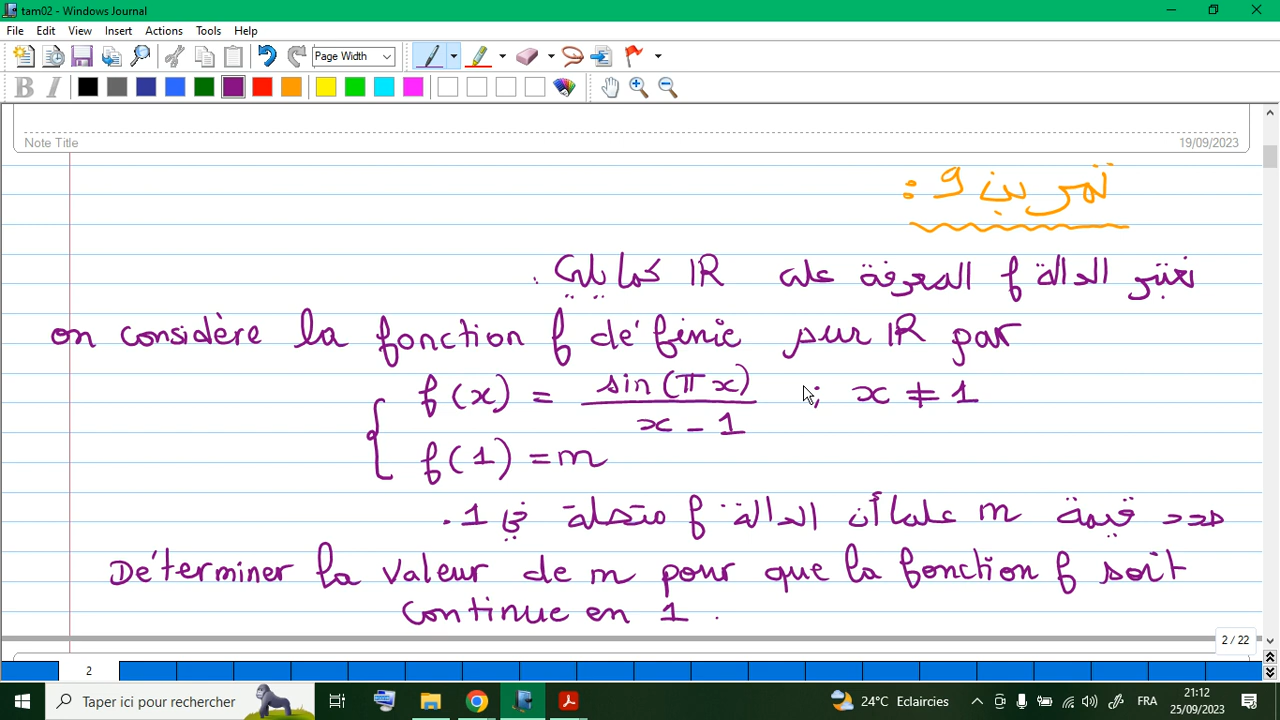 tam02 - Windows Journal
File Edit View Insert Actions Tools Help
Page Width
B I
Note Title
19/09/2023
تمرين 9 :
نعتبر الدالة f المعرفة على IR كما يلي .
on considère la fonction f définie sur IR par
f(x) = sin(πx) / x - 1 ; x ≠ 1
f(1) = m
حدد قيمة m علما أن الدالة f متصلة في 1 .
Déterminer la valeur de m pour que la fonction f soit
continue en 1 .
2 / 22
2
Taper ici pour rechercher
24°C Eclaircies
FRA
21:12
25/09/2023